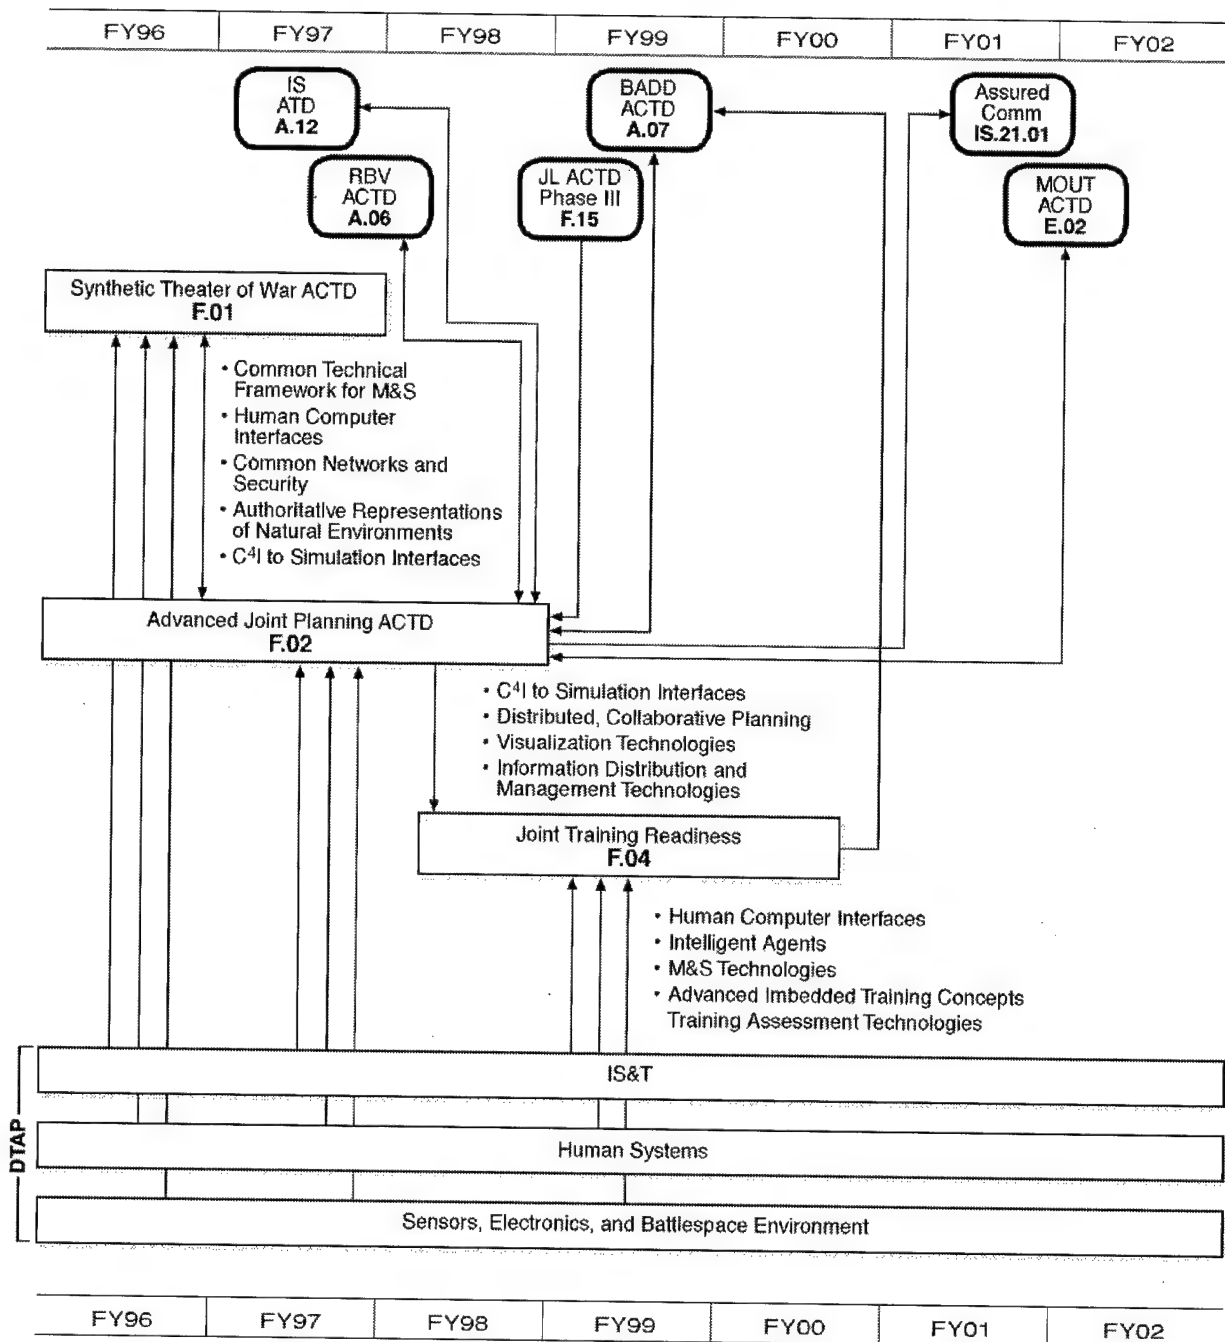 FY96 FY97 FY98 FY99 FY00 FY01 FY02
IS
ATD
A.12
BADD
ACTD
A.07
Assured
Comm
IS.21.01
RBV
ACTD
A.06
JL ACTD
Phase III
F.15
MOUT
ACTD
E.02
Synthetic Theater of War ACTD
F.01
• Common Technical
Framework for M&S
• Human Computer
Interfaces
• Common Networks and
Security
• Authoritative Representations
of Natural Environments
• C⁴I to Simulation Interfaces
Advanced Joint Planning ACTD
F.02
• C⁴I to Simulation Interfaces
• Distributed, Collaborative Planning
• Visualization Technologies
• Information Distribution and
Management Technologies
Joint Training Readiness
F.04
• Human Computer Interfaces
• Intelligent Agents
• M&S Technologies
• Advanced Imbedded Training Concepts
Training Assessment Technologies
DTAP
IS&T
Human Systems
Sensors, Electronics, and Battlespace Environment
FY96 FY97 FY98 FY99 FY00 FY01 FY02